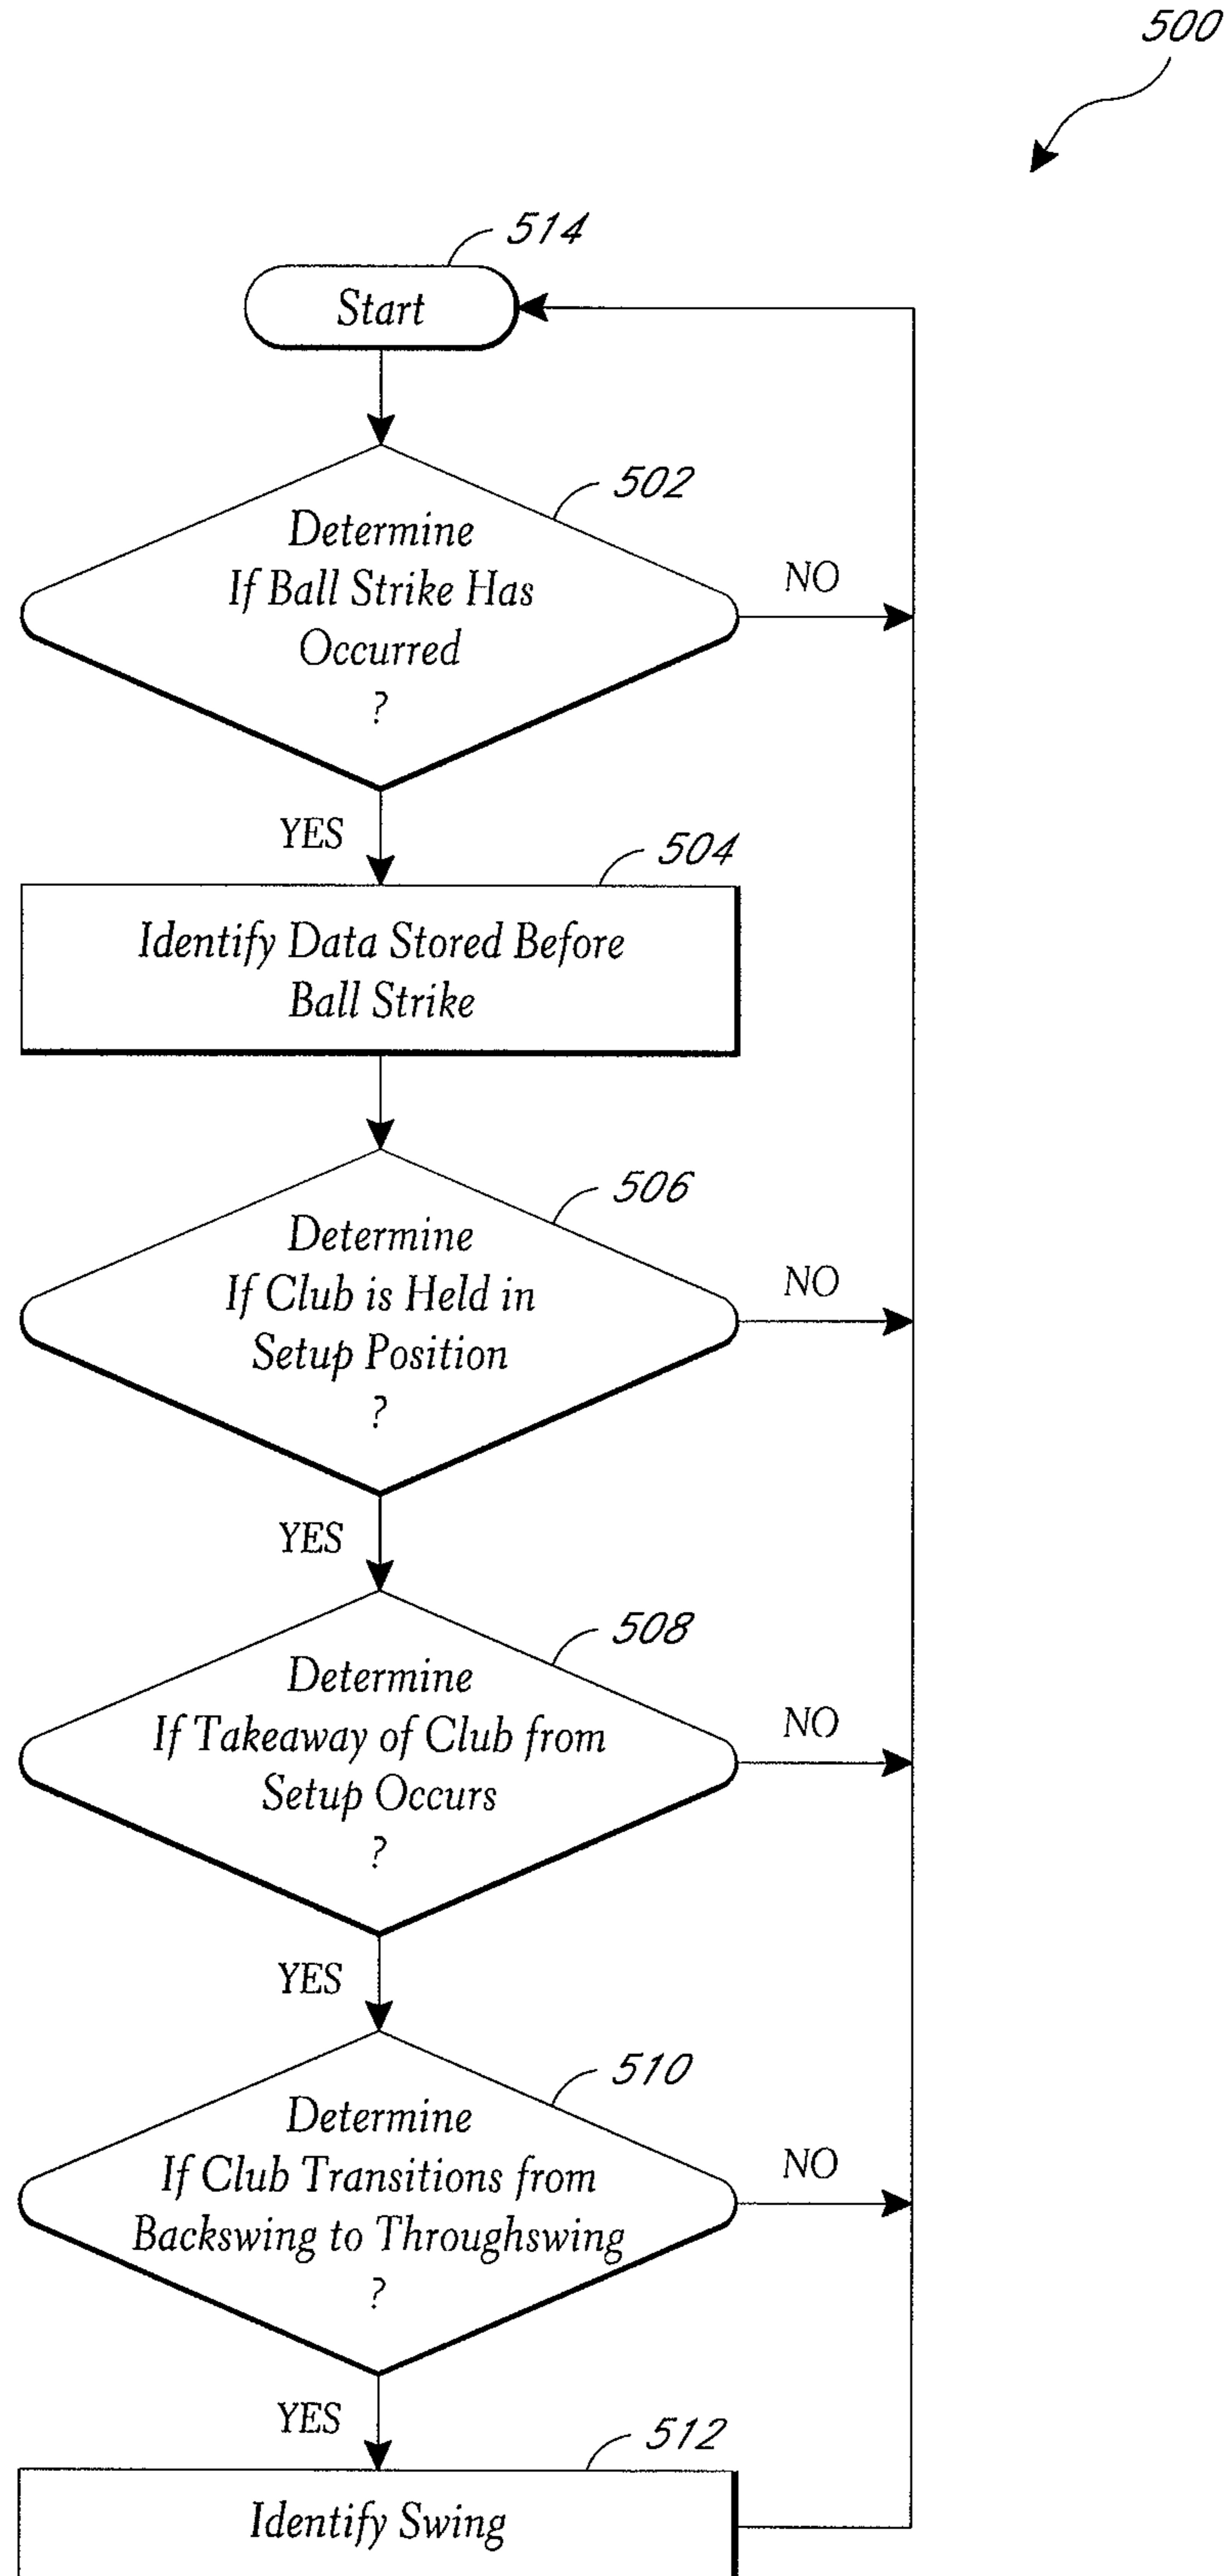 500
514
Start
502
Determine
If Ball Strike Has
Occurred
?
NO
YES
504
Identify Data Stored Before
Ball Strike
506
Determine
If Club is Held in
Setup Position
?
NO
YES
508
Determine
If Takeaway of Club from
Setup Occurs
?
NO
YES
510
Determine
If Club Transitions from
Backswing to Throughswing
?
NO
YES
512
Identify Swing